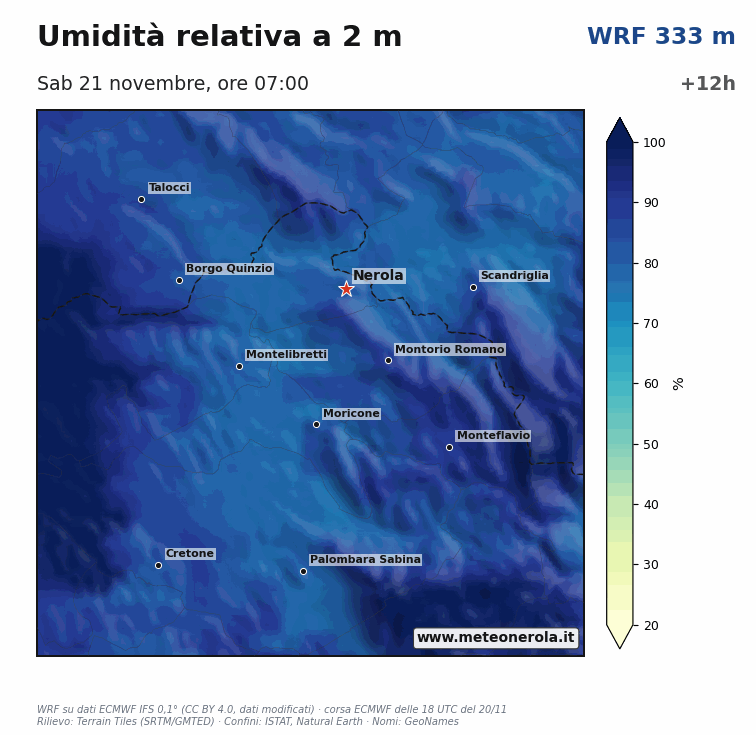 Umidità relativa a 2 m
WRF 333 m
Sab 21 novembre, ore 07:00
+12h
Talocci
Borgo Quinzio
Nerola
Scandriglia
Montelibretti
Montorio Romano
Moricone
Monteflavio
Cretone
Palombara Sabina
www.meteonerola.it
100
90
80
70
60
50
40
30
20
%
WRF su dati ECMWF IFS 0,1° (CC BY 4.0, dati modificati) · corsa ECMWF delle 18 UTC del 20/11
Rilievo: Terrain Tiles (SRTM/GMTED) · Confini: ISTAT, Natural Earth · Nomi: GeoNames